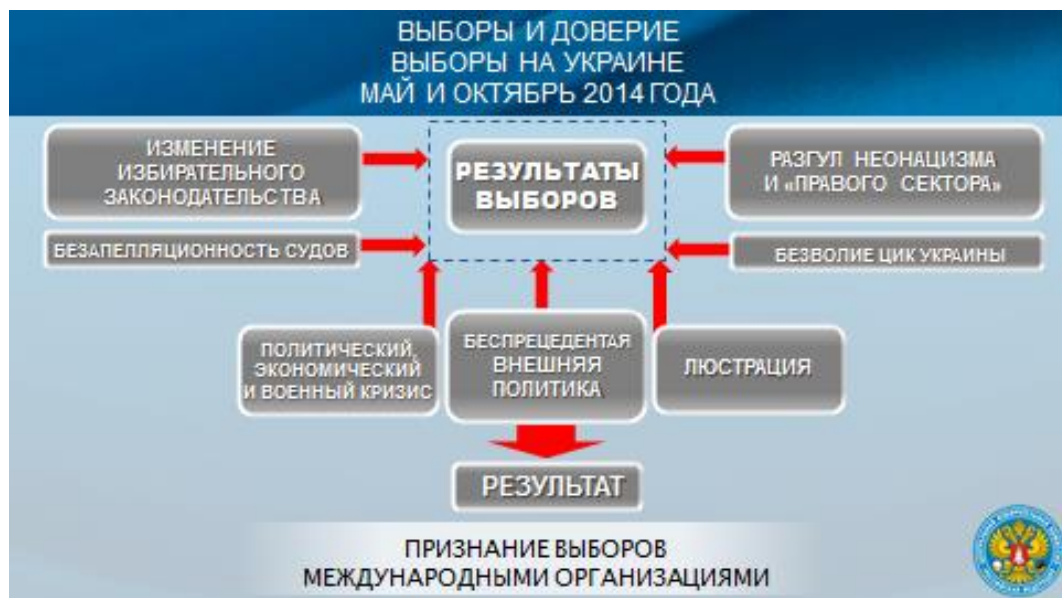 ВЫБОРЫ И ДОВЕРИЕ
ВЫБОРЫ НА УКРАИНЕ
МАЙ И ОКТЯБРЬ 2014 ГОДА
ИЗМЕНЕНИЕ
ИЗБИРАТЕЛЬНОГО
ЗАКОНОДАТЕЛЬСТВА
РЕЗУЛЬТАТЫ
ВЫБОРОВ
РАЗГУЛ НЕОНАЦИЗМА
И «ПРАВОГО СЕКТОРА»
БЕЗАПЕЛЛЯЦИОННОСТЬ СУДОВ
БЕЗВОЛИЕ ЦИК УКРАИНЫ
ПОЛИТИЧЕСКИЙ,
ЭКОНОМИЧЕСКИЙ
И ВОЕННЫЙ КРИЗИС
БЕСПРЕЦЕДЕНТАЯ
ВНЕШНЯЯ
ПОЛИТИКА
ЛЮСТРАЦИЯ
РЕЗУЛЬТАТ
ПРИЗНАНИЕ ВЫБОРОВ
МЕЖДУНАРОДНЫМИ ОРГАНИЗАЦИЯМИ